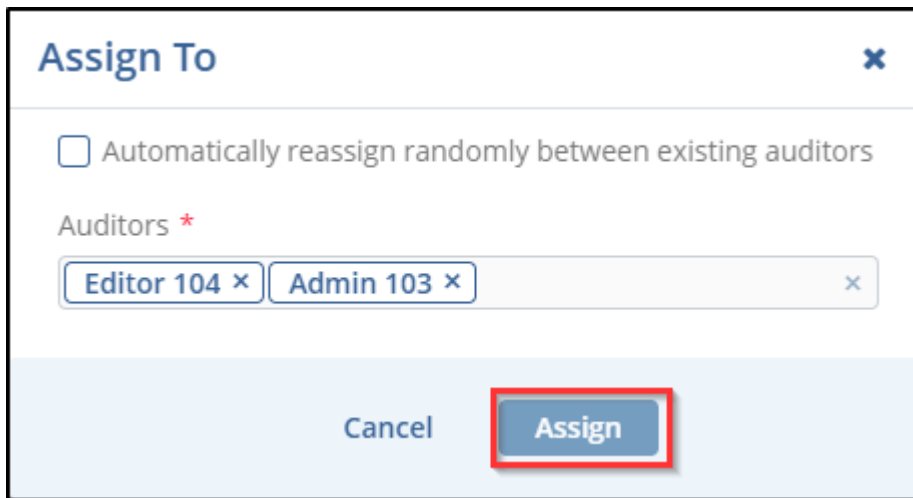 Assign To
Automatically reassign randomly between existing auditors
Auditors *
Editor 104 × Admin 103 ×
Cancel Assign